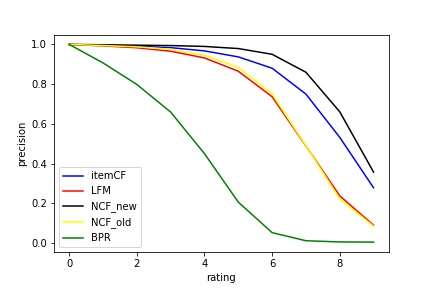 1.0
0.8
0.6
0.4
0.2
0.0
precision
itemCF
LFM
NCF_new
NCF_old
BPR
0 2 4 6 8
rating